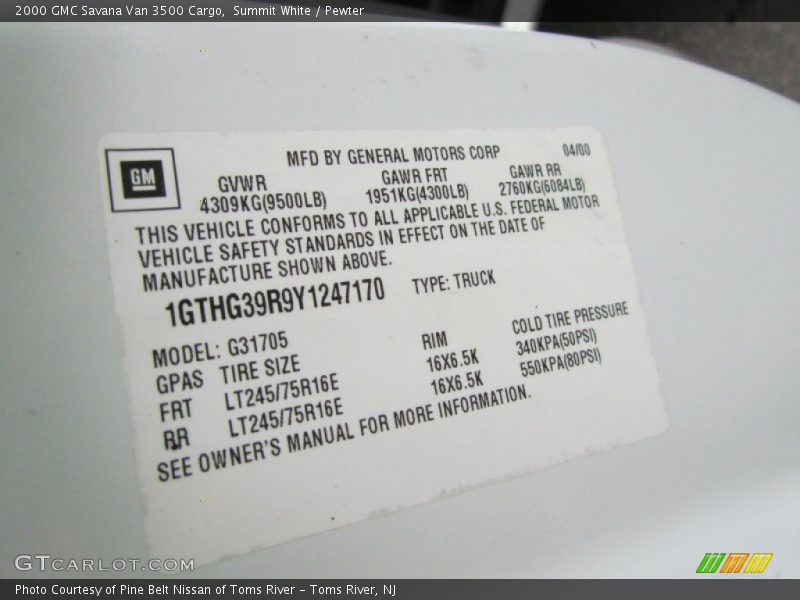 2000 GMC Savana Van 3500 Cargo, Summit White / Pewter
MFD BY GENERAL MOTORS CORP 04/00
GM
GVWR GAWR FRT GAWR RR
4309KG(9500LB) 1951KG(4300LB) 2760KG(6084LB)
THIS VEHICLE CONFORMS TO ALL APPLICABLE U.S. FEDERAL MOTOR
VEHICLE SAFETY STANDARDS IN EFFECT ON THE DATE OF
MANUFACTURE SHOWN ABOVE.
1GTHG39R9Y1247170 TYPE: TRUCK
MODEL: G31705
GPAS TIRE SIZE RIM COLD TIRE PRESSURE
FRT LT245/75R16E 16X6.5K 340KPA(50PSI)
RR LT245/75R16E 16X6.5K 550KPA(80PSI)
SEE OWNER'S MANUAL FOR MORE INFORMATION.
GTCARLOT.COM
Photo Courtesy of Pine Belt Nissan of Toms River - Toms River, NJ